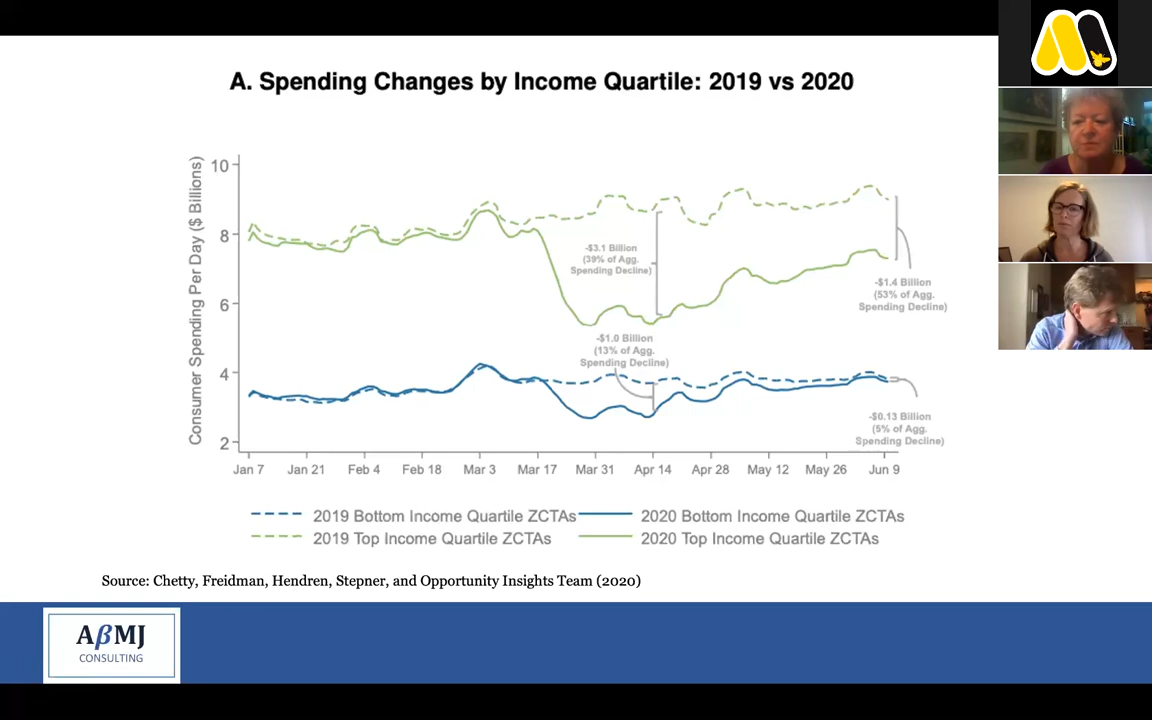 A. Spending Changes by Income Quartile: 2019 vs 2020
Consumer Spending Per Day ($ Billions)
10
8
6
4
2
-$3.1 Billion
(39% of Agg.
Spending Decline)
-$1.4 Billion
(53% of Agg.
Spending Decline)
-$1.0 Billion
(13% of Agg.
Spending Decline)
-$0.13 Billion
(5% of Agg.
Spending Decline)
Jan 7 Jan 21 Feb 4 Feb 18 Mar 3 Mar 17 Mar 31 Apr 14 Apr 28 May 12 May 26 Jun 9
2019 Bottom Income Quartile ZCTAs 2020 Bottom Income Quartile ZCTAs
2019 Top Income Quartile ZCTAs 2020 Top Income Quartile ZCTAs
Source: Chetty, Freidman, Hendren, Stepner, and Opportunity Insights Team (2020)
AβMJ
CONSULTING